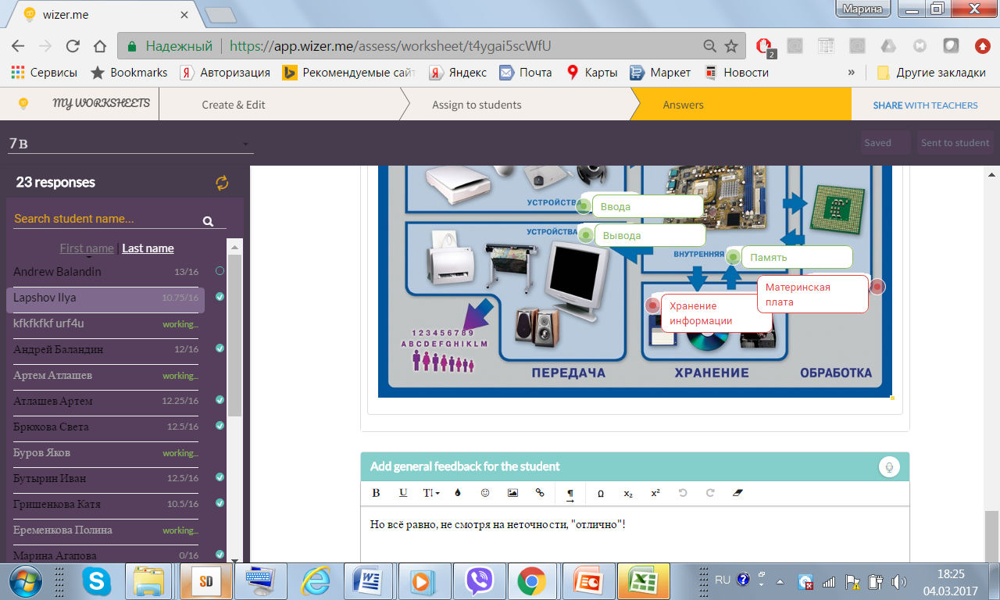 wizer.me
Марина
Надежный
https://app.wizer.me/assess/worksheet/t4ygai5scWfU
2
Сервисы
Bookmarks
Авторизация
Рекомендуемые сайт
Яндекс
Почта
Карты
Маркет
Новости
»
Другие закладки
MY WORKSHEETS
Create & Edit
Assign to students
Answers
SHARE WITH TEACHERS
7 в
Saved
Sent to student
23 responses
Search student name...
First name | Last name
Andrew Balandin 13/16
Lapshov Ilya 10.75/16
kfkfkfkf urf4u working...
Андрей Баландин 12/16
Артем Атлашев working...
Атлашев Артем 12.25/16
Брюхова Света 12.5/16
Буров Яков working...
Бутырин Иван 12.5/16
Гришенкова Катя 10.5/16
Еременкова Полина working...
Марина Агапова 0/16
УСТРОЙСТВА
Ввода
УСТРОЙСТВА
Вывода
ВНУТРЕННЯЯ
Память
Материнская
плата
Хранение
информации
1 2 3 4 5 6 7 8 9
A B C D E F G H I K L M
ПЕРЕДАЧА
ХРАНЕНИЕ
ОБРАБОТКА
Add general feedback for the student
B U T! ¶ Ω x₂ x²
Но всё равно, не смотря на неточности, "отлично"!
SD
RU
18:25
04.03.2017